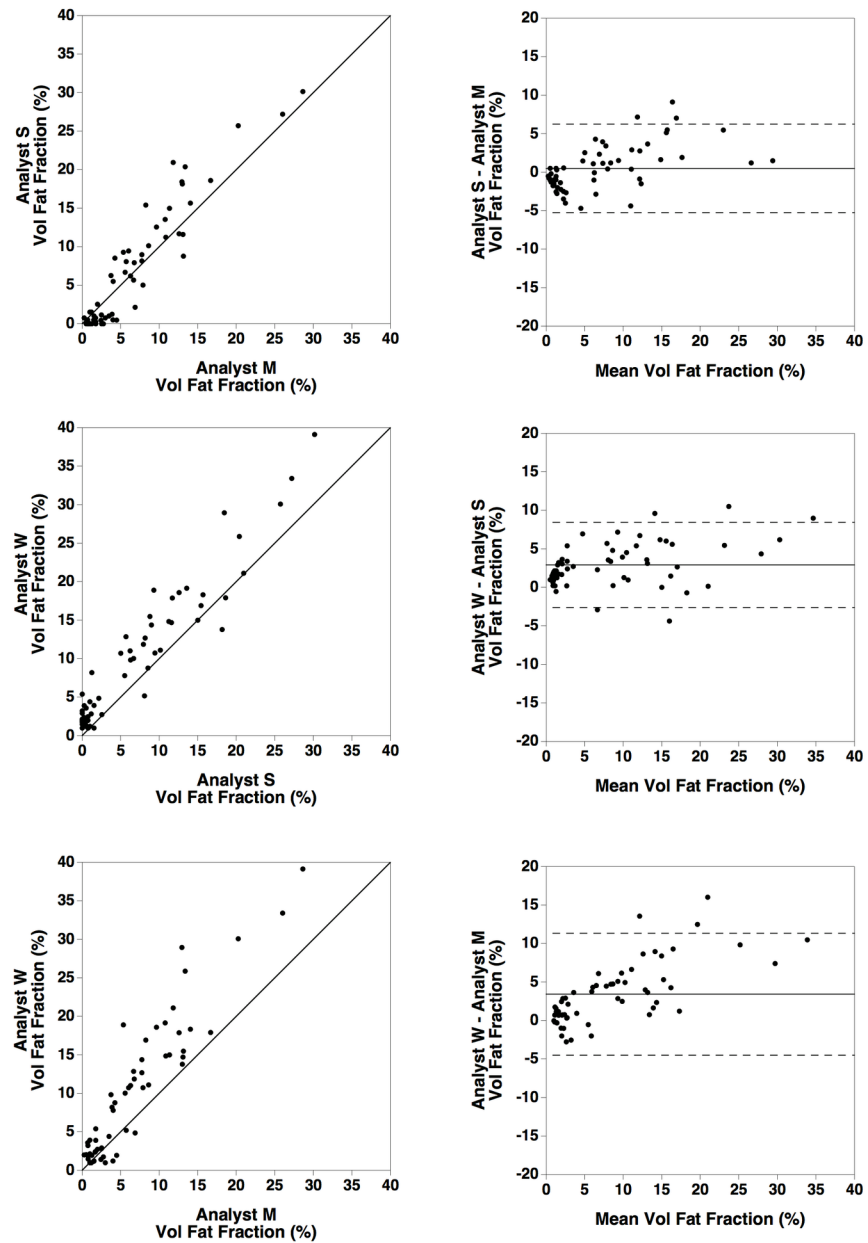 40
35
30
25
20
15
10
5
0
Analyst S
Vol Fat Fraction (%)
0 5 10 15 20 25 30 35 40
Analyst M
Vol Fat Fraction (%)
20
15
10
5
0
-5
-10
-15
-20
Analyst S - Analyst M
Vol Fat Fraction (%)
0 5 10 15 20 25 30 35 40
Mean Vol Fat Fraction (%)
40
35
30
25
20
15
10
5
0
Analyst W
Vol Fat Fraction (%)
0 5 10 15 20 25 30 35 40
Analyst S
Vol Fat Fraction (%)
20
15
10
5
0
-5
-10
-15
-20
Analyst W - Analyst S
Vol Fat Fraction (%)
0 5 10 15 20 25 30 35 40
Mean Vol Fat Fraction (%)
40
35
30
25
20
15
10
5
0
Analyst W
Vol Fat Fraction (%)
0 5 10 15 20 25 30 35 40
Analyst M
Vol Fat Fraction (%)
20
15
10
5
0
-5
-10
-15
-20
Analyst W - Analyst M
Vol Fat Fraction (%)
0 5 10 15 20 25 30 35 40
Mean Vol Fat Fraction (%)